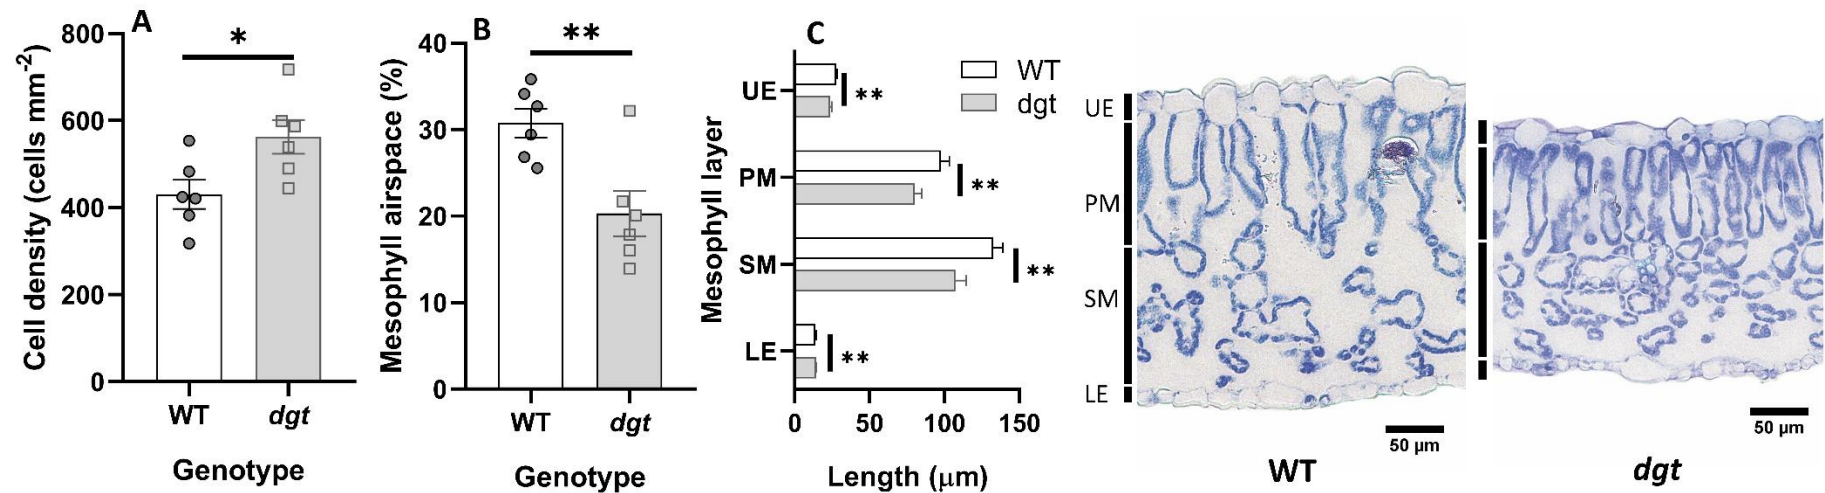 A
Cell density (cells mm-2)
800
600
400
200
0
*
WT
dgt
Genotype
B
Mesophyll airspace (%)
40
30
20
10
0
**
WT
dgt
Genotype
C
Mesophyll layer
WT
dgt
UE
**
PM
**
SM
**
LE
**
0 50 100 150
Length (μm)
UE
PM
SM
LE
50 μm
WT
50 μm
dgt